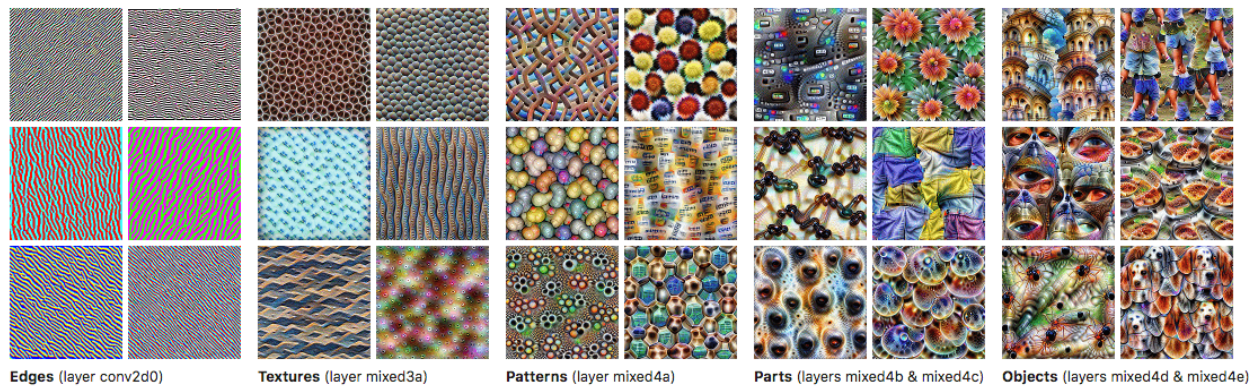 Edges (layer conv2d0)
Textures (layer mixed3a)
Patterns (layer mixed4a)
Parts (layers mixed4b & mixed4c)
Objects (layers mixed4d & mixed4e)